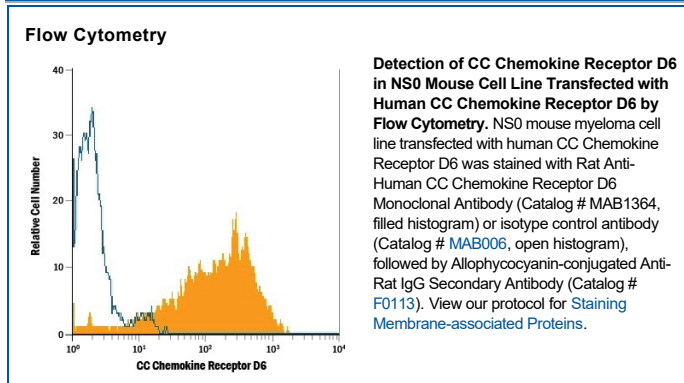 Flow Cytometry
40
30
20
10
0
Relative Cell Number
10⁰
10¹
10²
10³
10⁴
CC Chemokine Receptor D6
Detection of CC Chemokine Receptor D6
in NS0 Mouse Cell Line Transfected with
Human CC Chemokine Receptor D6 by
Flow Cytometry. NS0 mouse myeloma cell
line transfected with human CC Chemokine
Receptor D6 was stained with Rat Anti-
Human CC Chemokine Receptor D6
Monoclonal Antibody (Catalog # MAB1364,
filled histogram) or isotype control antibody
(Catalog # MAB006, open histogram),
followed by Allophycocyanin-conjugated Anti-
Rat IgG Secondary Antibody (Catalog #
F0113). View our protocol for Staining
Membrane-associated Proteins.